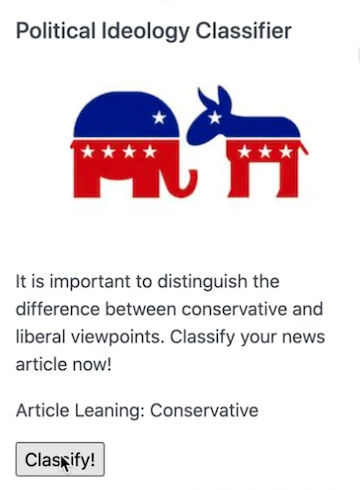 Political Ideology Classifier
It is important to distinguish the
difference between conservative and
liberal viewpoints. Classify your news
article now!
Article Leaning: Conservative
Classify!